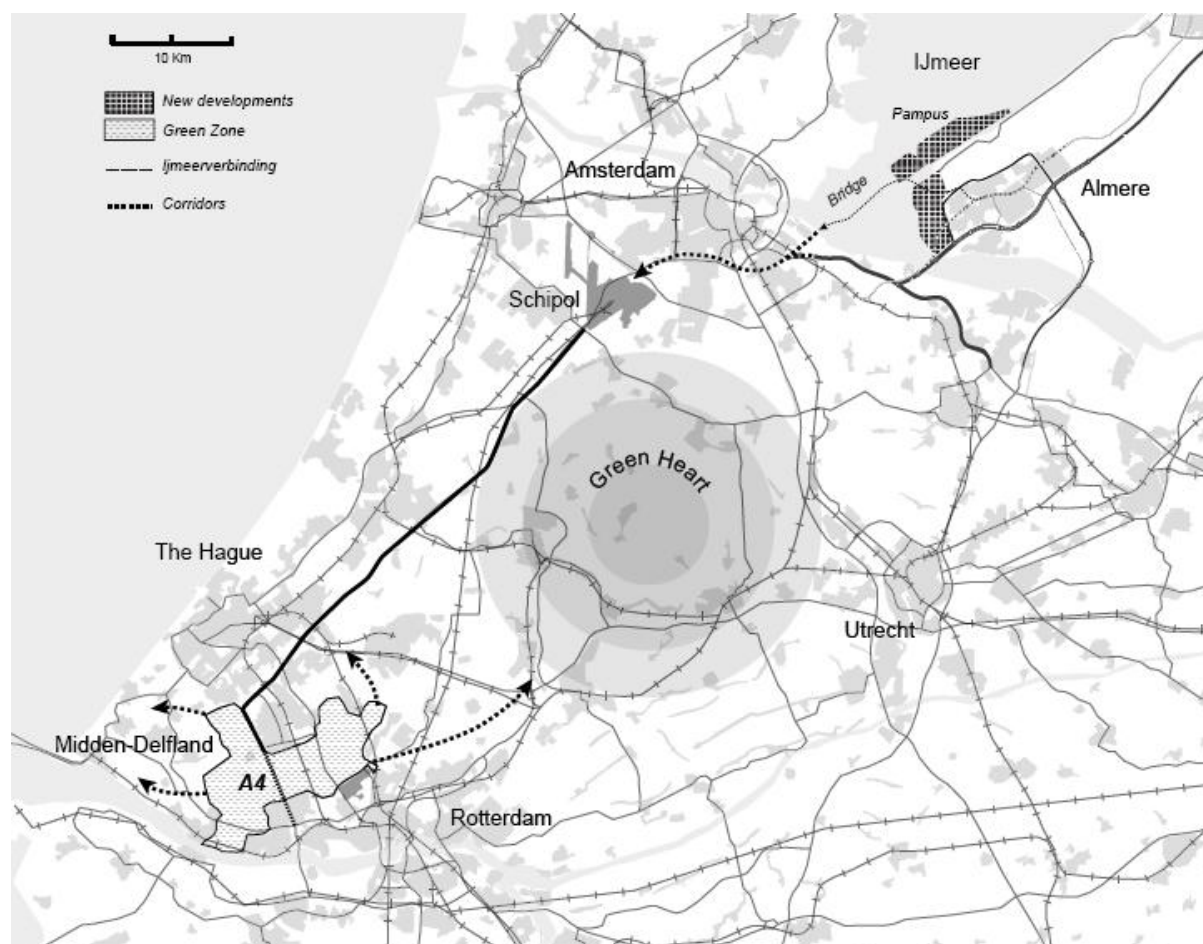 10 Km
New developments
Green Zone
Ijmeerverbinding
Corridors
IJmeer
Pampus
Amsterdam
Bridge
Almere
Schipol
Green Heart
The Hague
Utrecht
Midden-Delfland
A4
Rotterdam